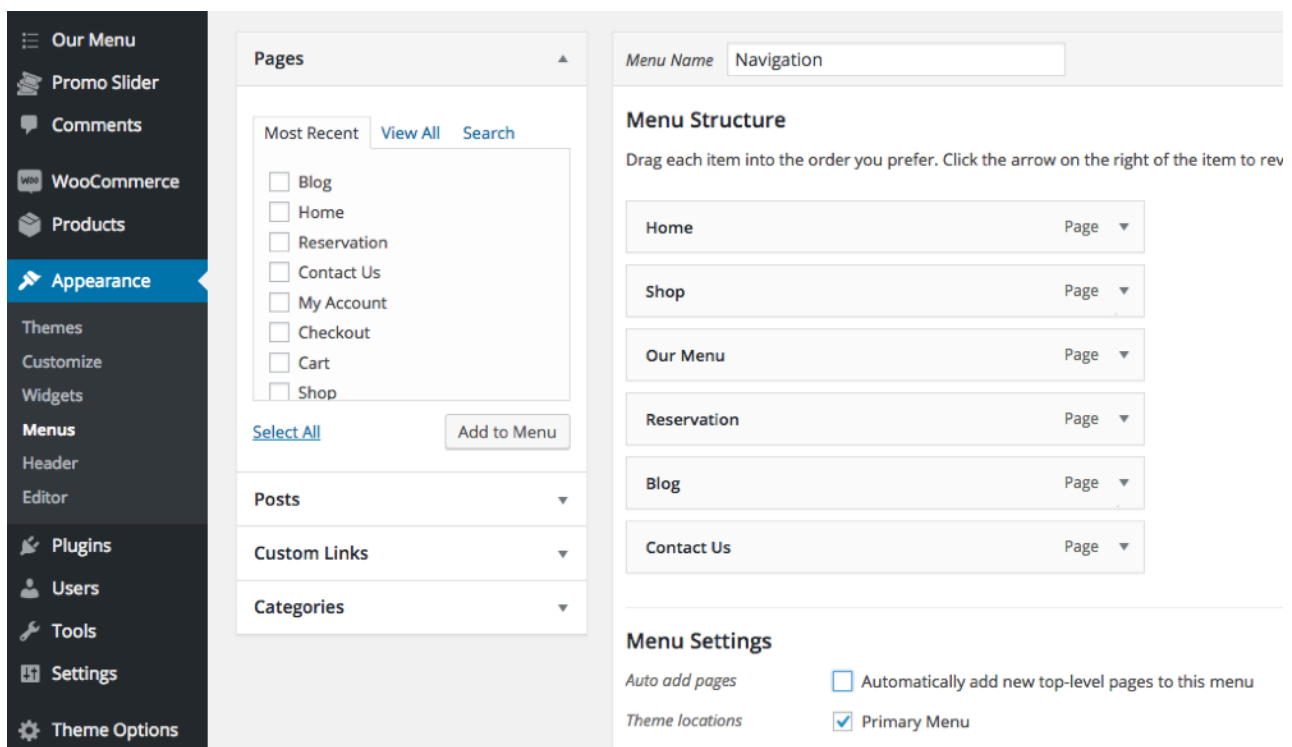 Our Menu
Promo Slider
Comments
WooCommerce
Products
Appearance
Themes
Customize
Widgets
Menus
Header
Editor
Plugins
Users
Tools
Settings
Theme Options
Pages
Most Recent View All Search
Blog
Home
Reservation
Contact Us
My Account
Checkout
Cart
Shop
Select All Add to Menu
Posts
Custom Links
Categories
Menu Name Navigation
Menu Structure
Drag each item into the order you prefer. Click the arrow on the right of the item to rev
Home Page
Shop Page
Our Menu Page
Reservation Page
Blog Page
Contact Us Page
Menu Settings
Auto add pages Automatically add new top-level pages to this menu
Theme locations Primary Menu